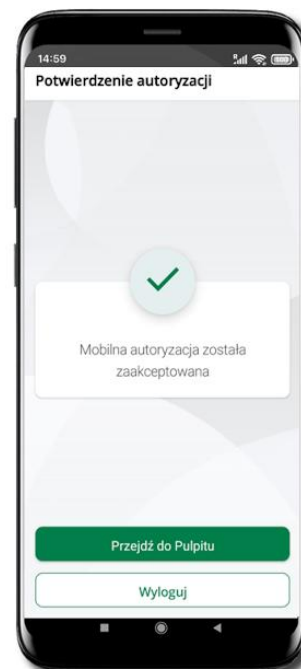 14:59
Potwierdzenie autoryzacji
Mobilna autoryzacja została
zaakceptowana
Przejdź do Pulpitu
Wyloguj